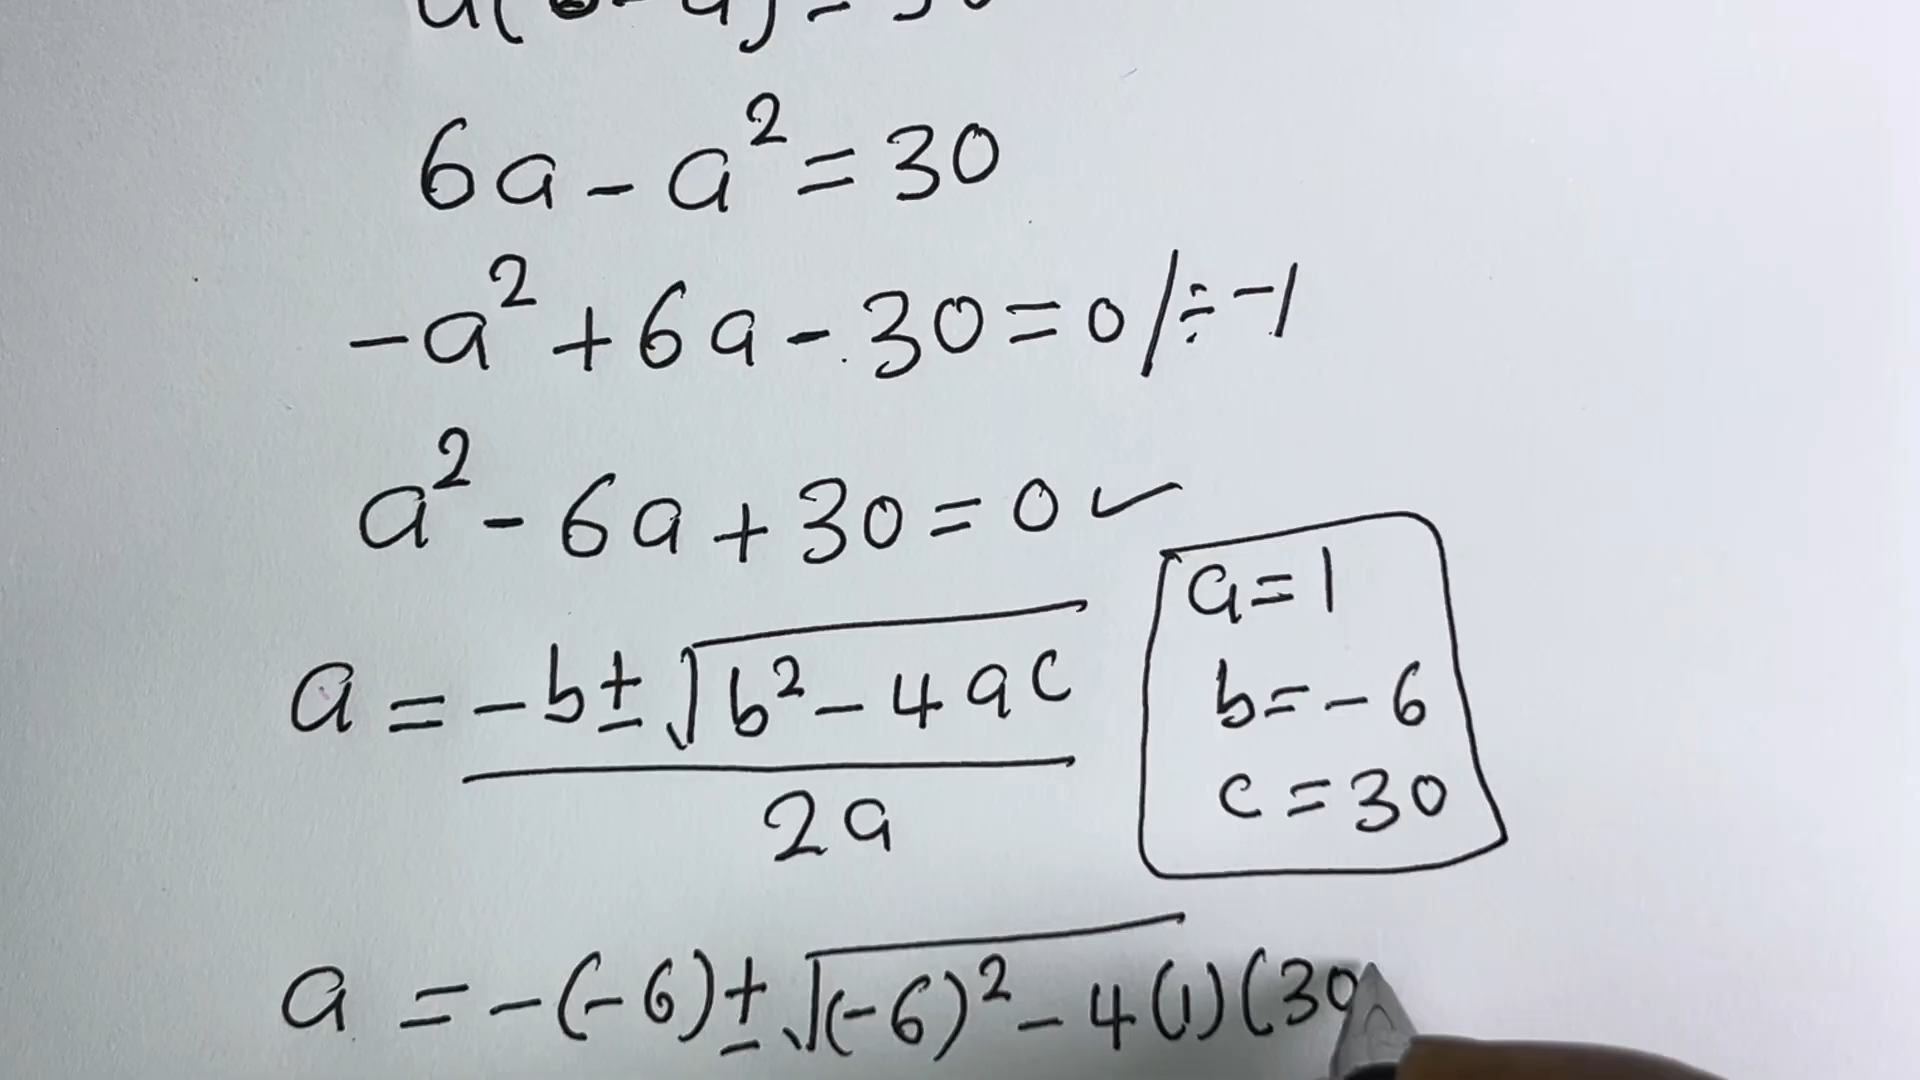 6a - a² = 30
-a² + 6a - 30 = 0 / ÷ -1
a² - 6a + 30 = 0 ✓
a = -b ± √b² - 4ac
2a
a = 1
b = -6
c = 30
a = -(-6) ± √(-6)² - 4(1)(30